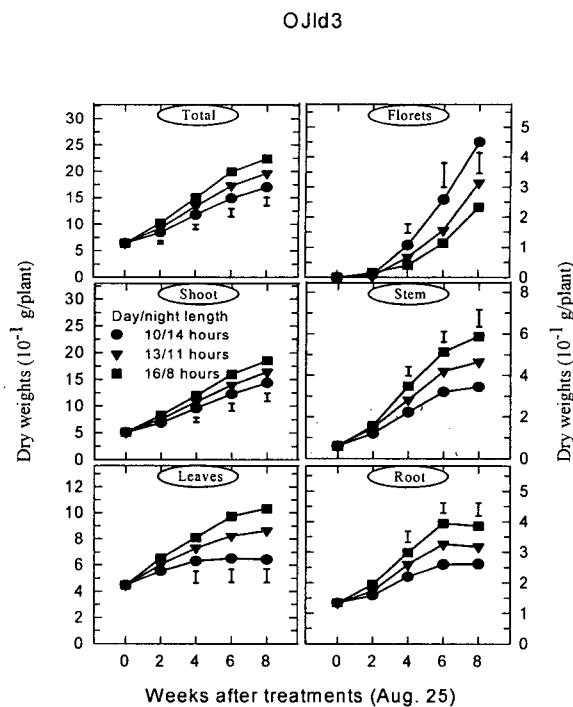 OJld3
Total
Florets
30
25
20
15
10
5
0
5
4
3
2
1
0
Dry weights (10⁻¹ g/plant)
Dry weights (10⁻¹ g/plant)
Shoot
Stem
Day/night length
10/14 hours
13/11 hours
16/8 hours
30
25
20
15
10
5
0
8
6
4
2
0
Leaves
Root
12
10
8
6
4
2
0
5
4
3
2
1
0
0 2 4 6 8
0 2 4 6 8
Weeks after treatments (Aug. 25)